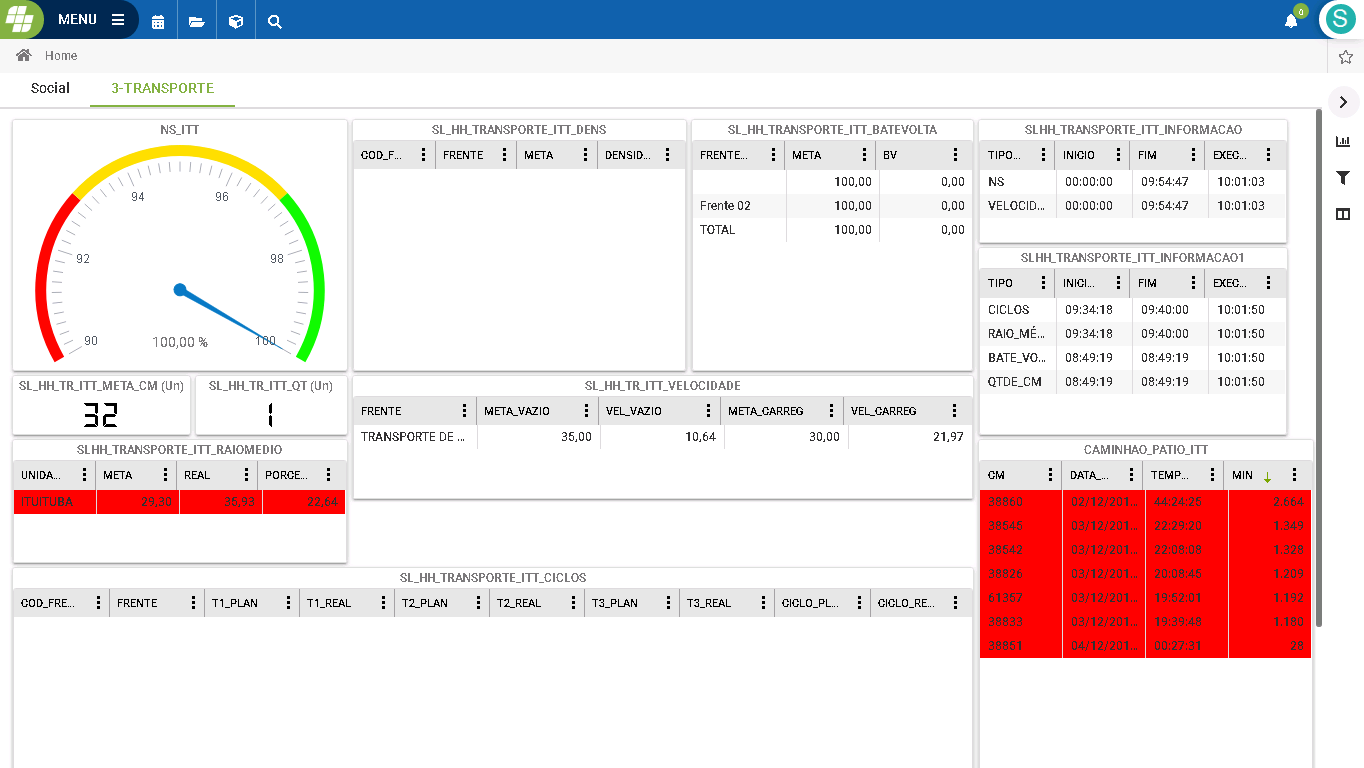 MENU
0
S
Home
Social 3-TRANSPORTE
NS_ITT
90 92 94 96 98 100
100,00 %
SL_HH_TRANSPORTE_ITT_DENS
COD_F... FRENTE META DENSID...
SL_HH_TRANSPORTE_ITT_BATEVOLTA
FRENTE... META BV
100,00 0,00
Frente 02 100,00 0,00
TOTAL 100,00 0,00
SLHH_TRANSPORTE_ITT_INFORMACAO
TIPO... INICIO FIM EXEC...
NS 00:00:00 09:54:47 10:01:03
VELOCID... 00:00:00 09:54:47 10:01:03
SLHH_TRANSPORTE_ITT_INFORMACAO1
TIPO INICI... FIM EXEC...
CICLOS 09:34:18 09:40:00 10:01:50
RAIO_MÉ... 09:34:18 09:40:00 10:01:50
BATE_VO... 08:49:19 08:49:19 10:01:50
QTDE_CM 08:49:19 08:49:19 10:01:50
SL_HH_TR_ITT_META_CM (Un)
32
SL_HH_TR_ITT_QT (Un)
1
SL_HH_TR_ITT_VELOCIDADE
FRENTE META_VAZIO VEL_VAZIO META_CARREG VEL_CARREG
TRANSPORTE DE ... 35,00 10,64 30,00 21,97
SLHH_TRANSPORTE_ITT_RAIOMEDIO
UNIDA... META REAL PORCE...
ITUITUBA 29,30 35,93 22,64
CAMINHAO_PATIO_ITT
CM DATA_... TEMP... MIN
38860 02/12/201... 44:24:25 2.664
38545 03/12/201... 22:29:20 1.349
38542 03/12/201... 22:08:08 1.328
38826 03/12/201... 20:08:45 1.209
61357 03/12/201... 19:52:01 1.192
38833 03/12/201... 19:39:48 1.180
38851 04/12/201... 00:27:31 28
SL_HH_TRANSPORTE_ITT_CICLOS
COD_FRE... FRENTE T1_PLAN T1_REAL T2_PLAN T2_REAL T3_PLAN T3_REAL CICLO_PL... CICLO_RE...